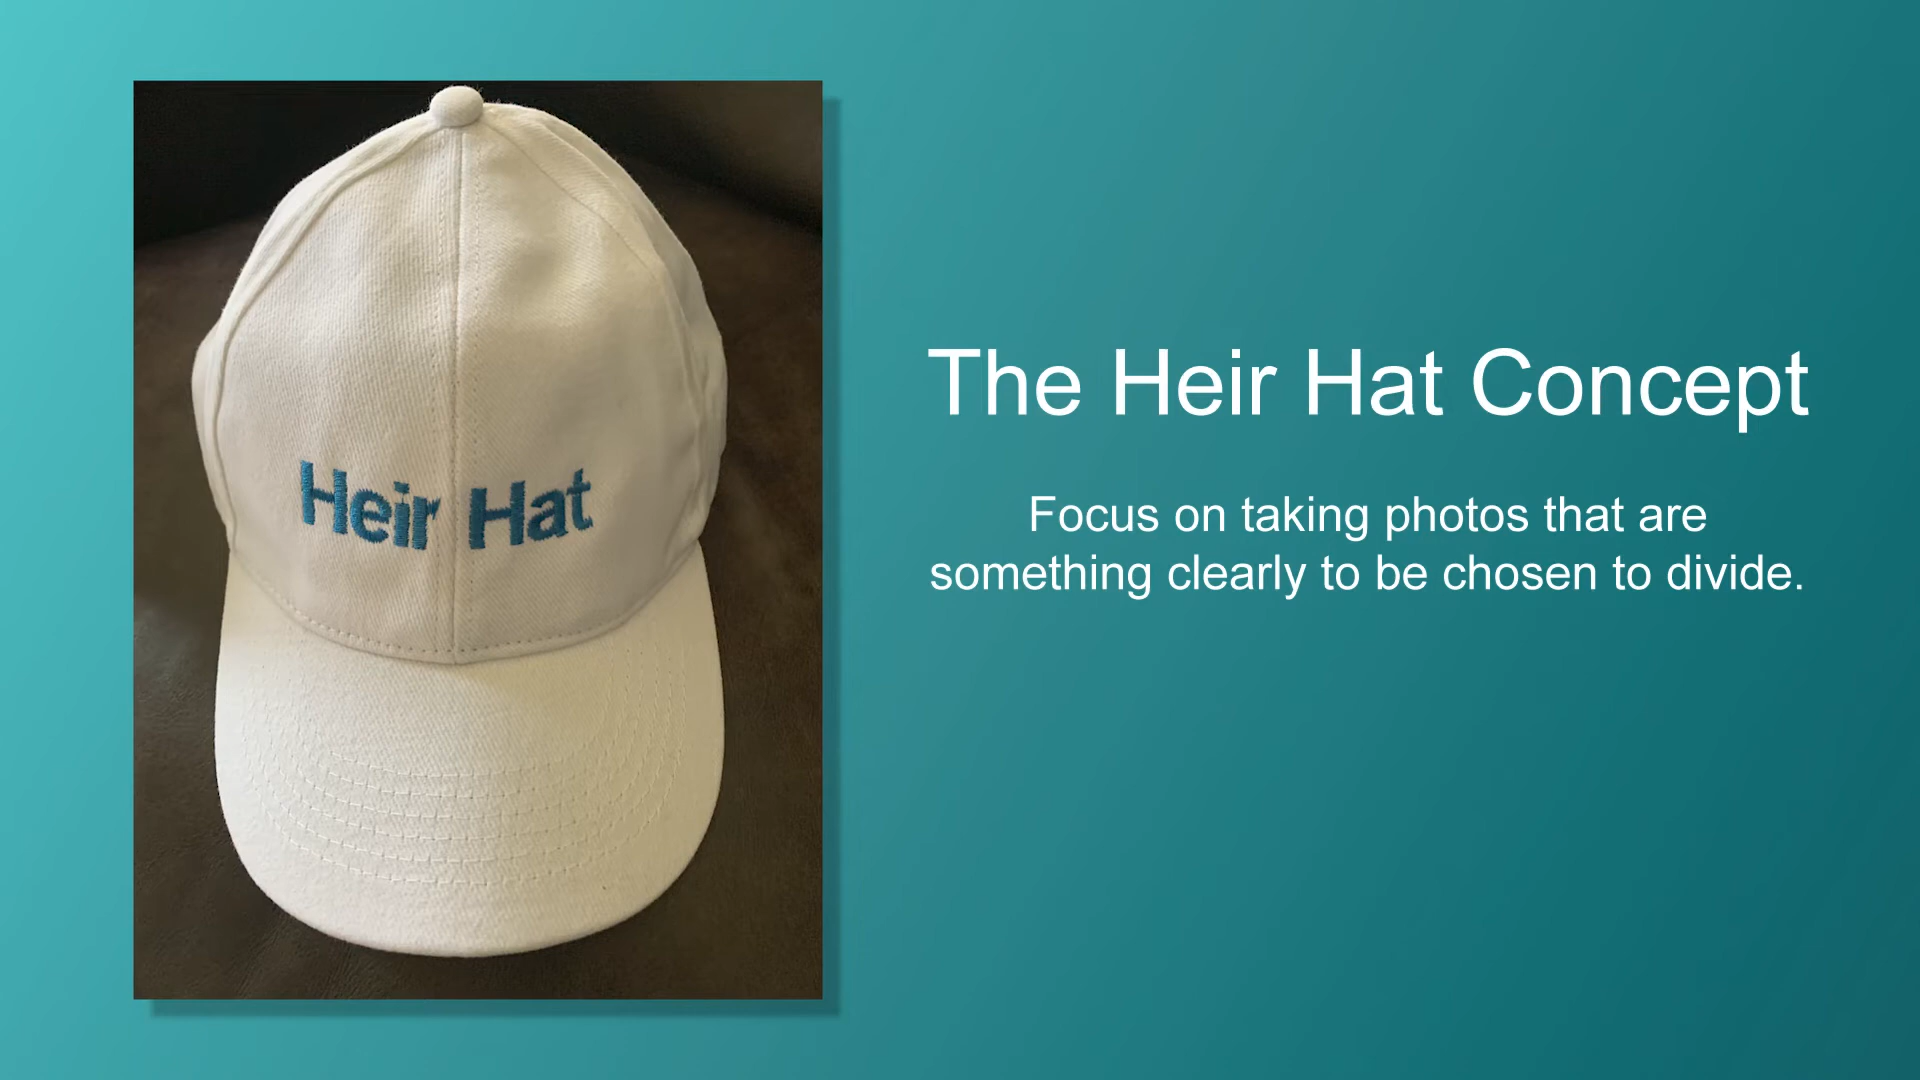 Heir Hat
The Heir Hat Concept
Focus on taking photos that are
something clearly to be chosen to divide.